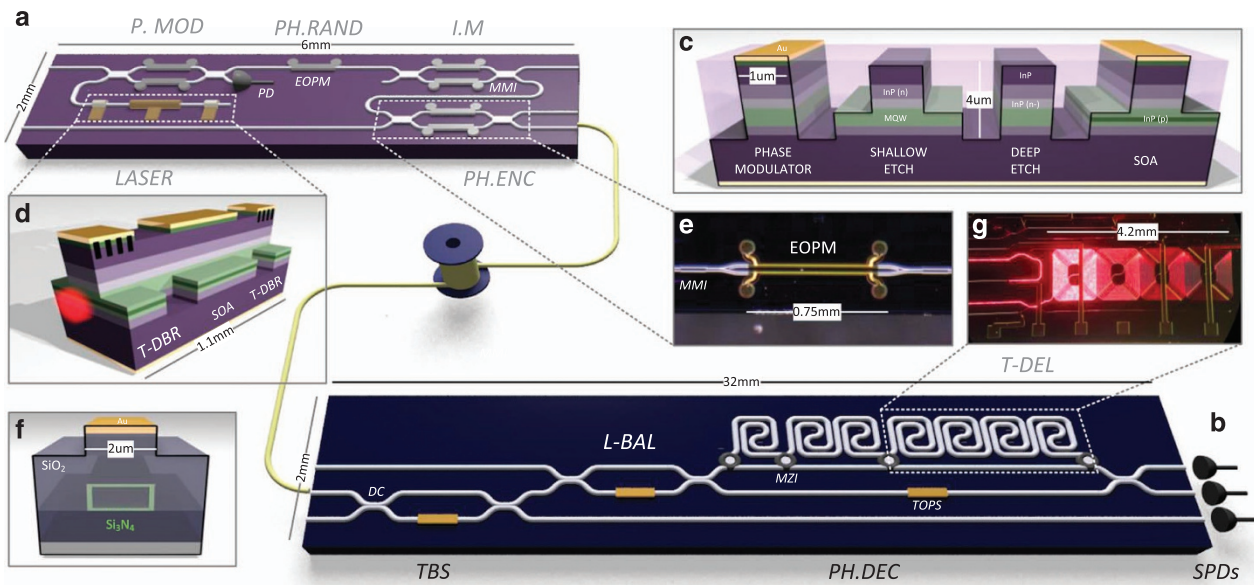 a
P. MOD
PH.RAND
I.M
6mm
2mm
EOPM
PD
MMI
LASER
PH.ENC
c
Au
1um
InP
InP (n)
4um
InP (n-)
MQW
InP (p)
PHASE
MODULATOR
SHALLOW
ETCH
DEEP
ETCH
SOA
d
T-DBR
SOA
T-DBR
1.1mm
e
EOPM
MMI
0.75mm
g
4.2mm
T-DEL
f
Au
2um
SiO₂
Si₃N₄
32mm
b
2mm
L-BAL
MZI
DC
TOPS
TBS
PH.DEC
SPDs